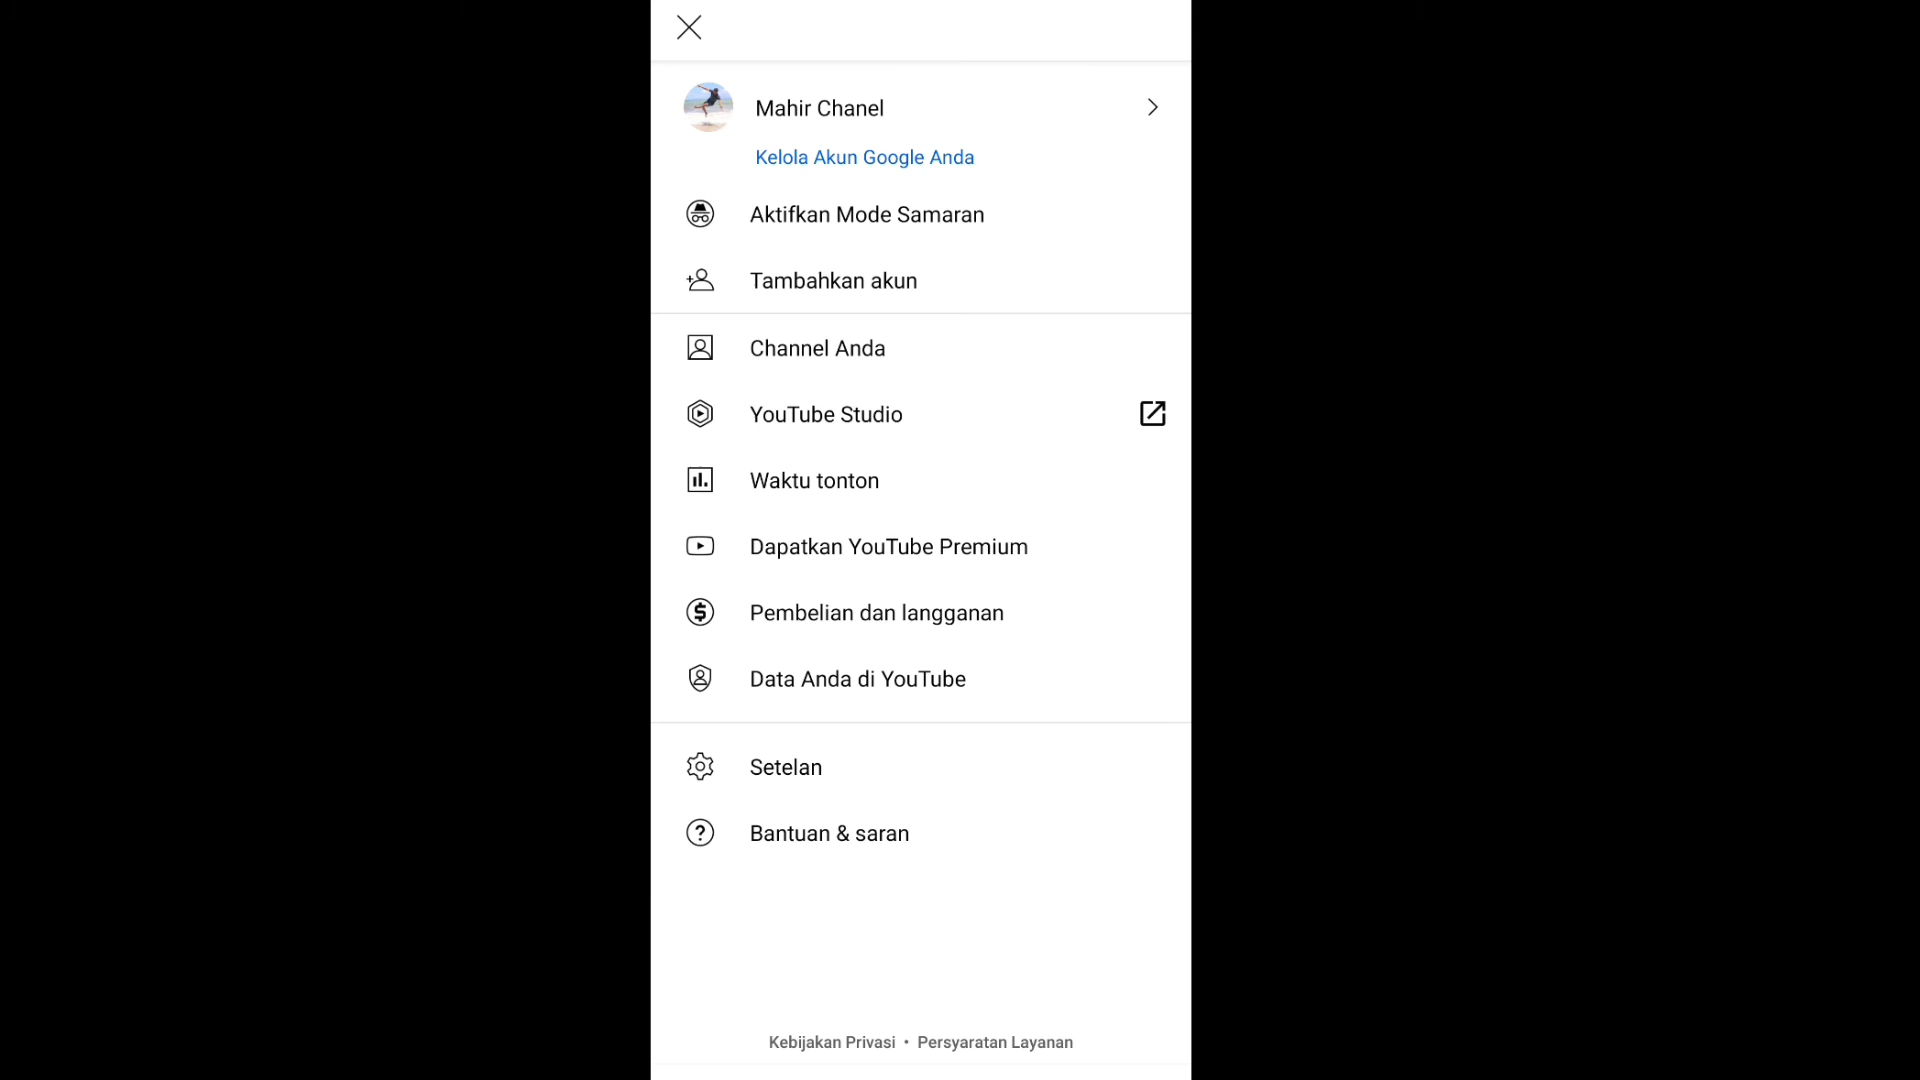 Mahir Chanel
Kelola Akun Google Anda
Aktifkan Mode Samaran
Tambahkan akun
Channel Anda
YouTube Studio
Waktu tonton
Dapatkan YouTube Premium
Pembelian dan langganan
Data Anda di YouTube
Setelan
Bantuan & saran
Kebijakan Privasi • Persyaratan Layanan